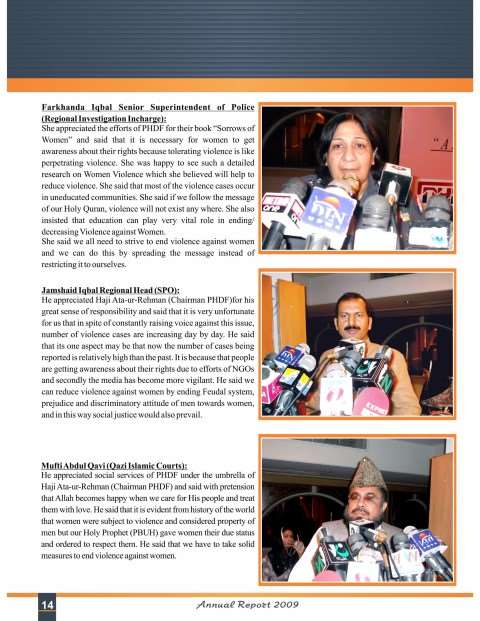 Farkhanda Iqbal Senior Superintendent of Police
(Regional Investigation Incharge):
She appreciated the efforts of PHDF for their book “Sorrows of
Women” and said that it is necessary for women to get
awareness about their rights because tolerating violence is like
perpetrating violence. She was happy to see such a detailed
research on Women Violence which she believed will help to
reduce violence. She said that most of the violence cases occur
in uneducated communities. She said if we follow the message
of our Holy Quran, violence will not exist any where. She also
insisted that education can play very vital role in ending/
decreasing Violence against Women.
She said we all need to strive to end violence against women
and we can do this by spreading the message instead of
restricting it to ourselves.
Jamshaid Iqbal Regional Head (SPO):
He appreciated Haji Ata-ur-Rehman (Chairman PHDF)for his
great sense of responsibility and said that it is very unfortunate
for us that in spite of constantly raising voice against this issue,
number of violence cases are increasing day by day. He said
that its one aspect may be that now the number of cases being
reported is relatively high than the past. It is because that people
are getting awareness about their rights due to efforts of NGOs
and secondly the media has become more vigilant. He said we
can reduce violence against women by ending Feudal system,
prejudice and discriminatory attitude of men towards women,
and in this way social justice would also prevail.
Mufti Abdul Qavi (Qazi Islamic Courts):
He appreciated social services of PHDF under the umbrella of
Haji Ata-ur-Rehman (Chairman PHDF) and said with pretension
that Allah becomes happy when we care for His people and treat
them with love. He said that it is evident from history of the world
that women were subject to violence and considered property of
men but our Holy Prophet (PBUH) gave women their due status
and ordered to respect them. He said that we have to take solid
measures to end violence against women.
14
Annual Report 2009